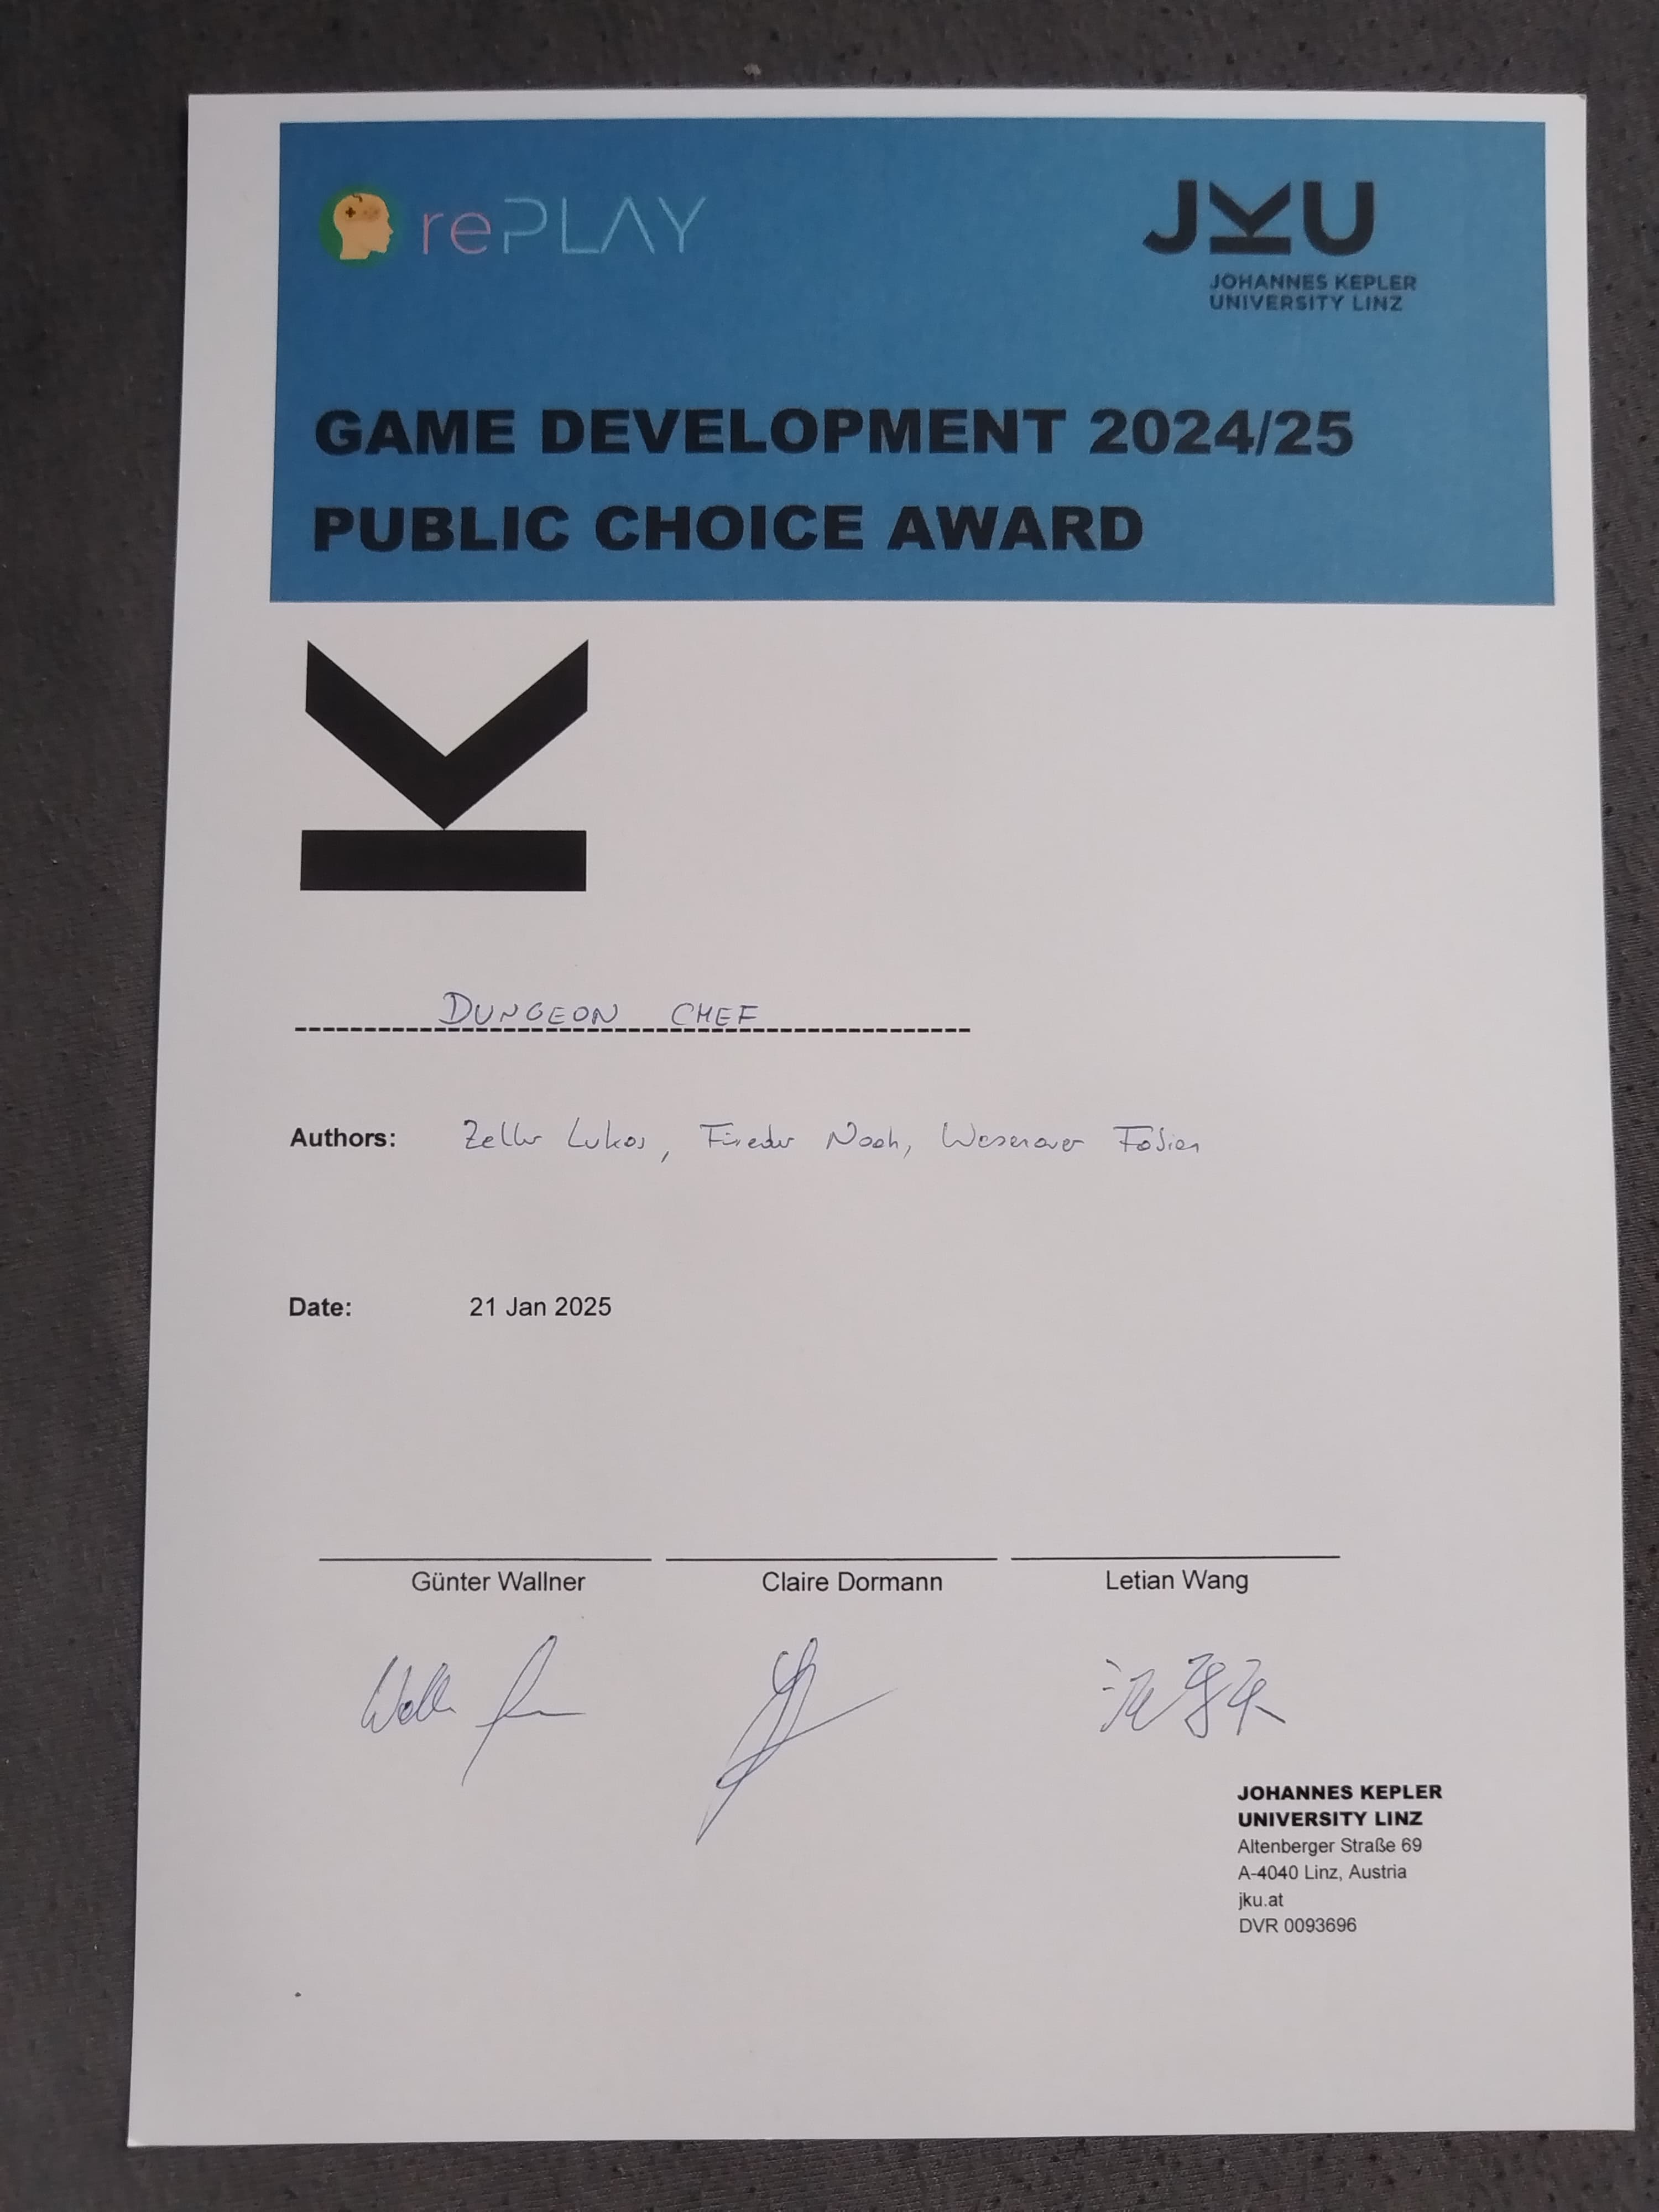 rePLAY
JKU
JOHANNES KEPLER
UNIVERSITY LINZ
GAME DEVELOPMENT 2024/25
PUBLIC CHOICE AWARD
DUNGEON CHEF
Authors: Zeller Lukas, Noah, Fabian
Date: 21 Jan 2025
Günter Wallner Claire Dormann Letian Wang
JOHANNES KEPLER
UNIVERSITY LINZ
Altenberger Straße 69
A-4040 Linz, Austria
jku.at
DVR 0093696